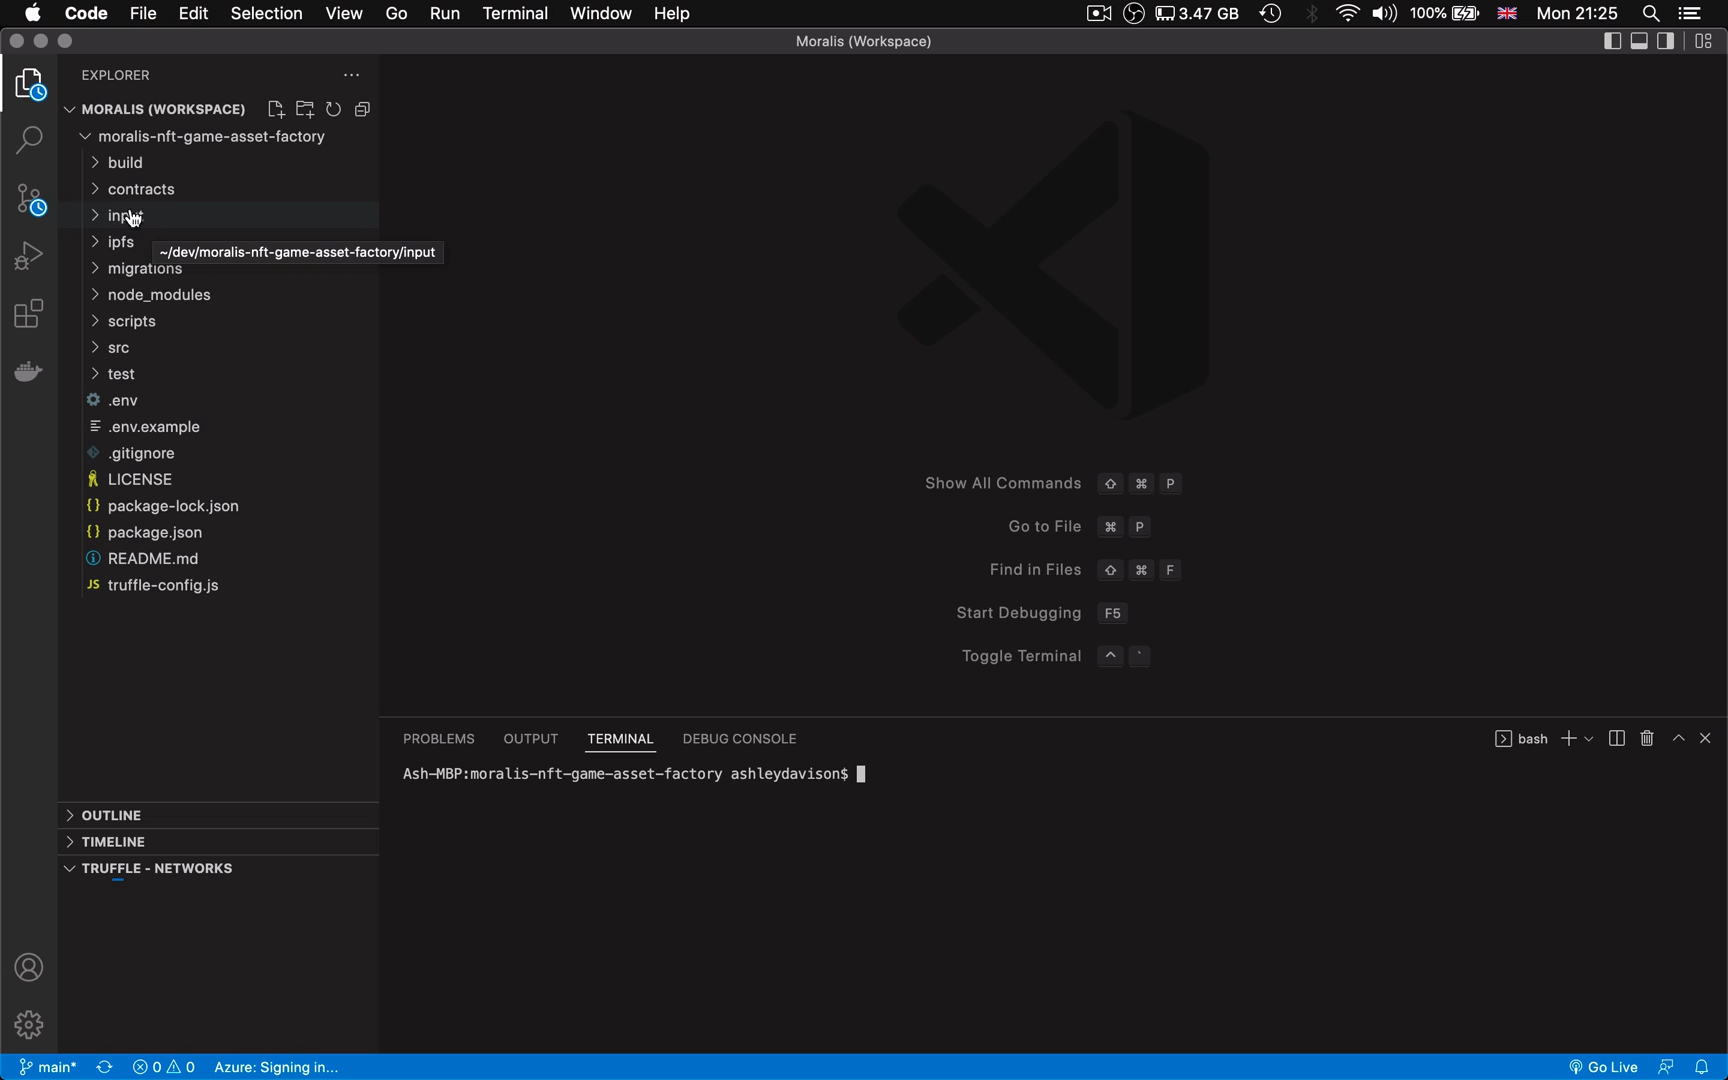 Code File Edit Selection View Go Run Terminal Window Help 3.47 GB 100% Mon 21:25
Moralis (Workspace)
EXPLORER
MORALIS (WORKSPACE)
moralis-nft-game-asset-factory
build
contracts
input
ipfs
~/dev/moralis-nft-game-asset-factory/input
migrations
node_modules
scripts
src
test
.env
.env.example
.gitignore
LICENSE
{} package-lock.json
{} package.json
README.md
JS truffle-config.js
Show All Commands ⇧ ⌘ P
Go to File ⌘ P
Find in Files ⇧ ⌘ F
Start Debugging F5
Toggle Terminal ^ `
PROBLEMS OUTPUT TERMINAL DEBUG CONSOLE bash
Ash-MBP:moralis-nft-game-asset-factory ashleydavison$
OUTLINE
TIMELINE
TRUFFLE - NETWORKS
main* 0 0 Azure: Signing in... Go Live